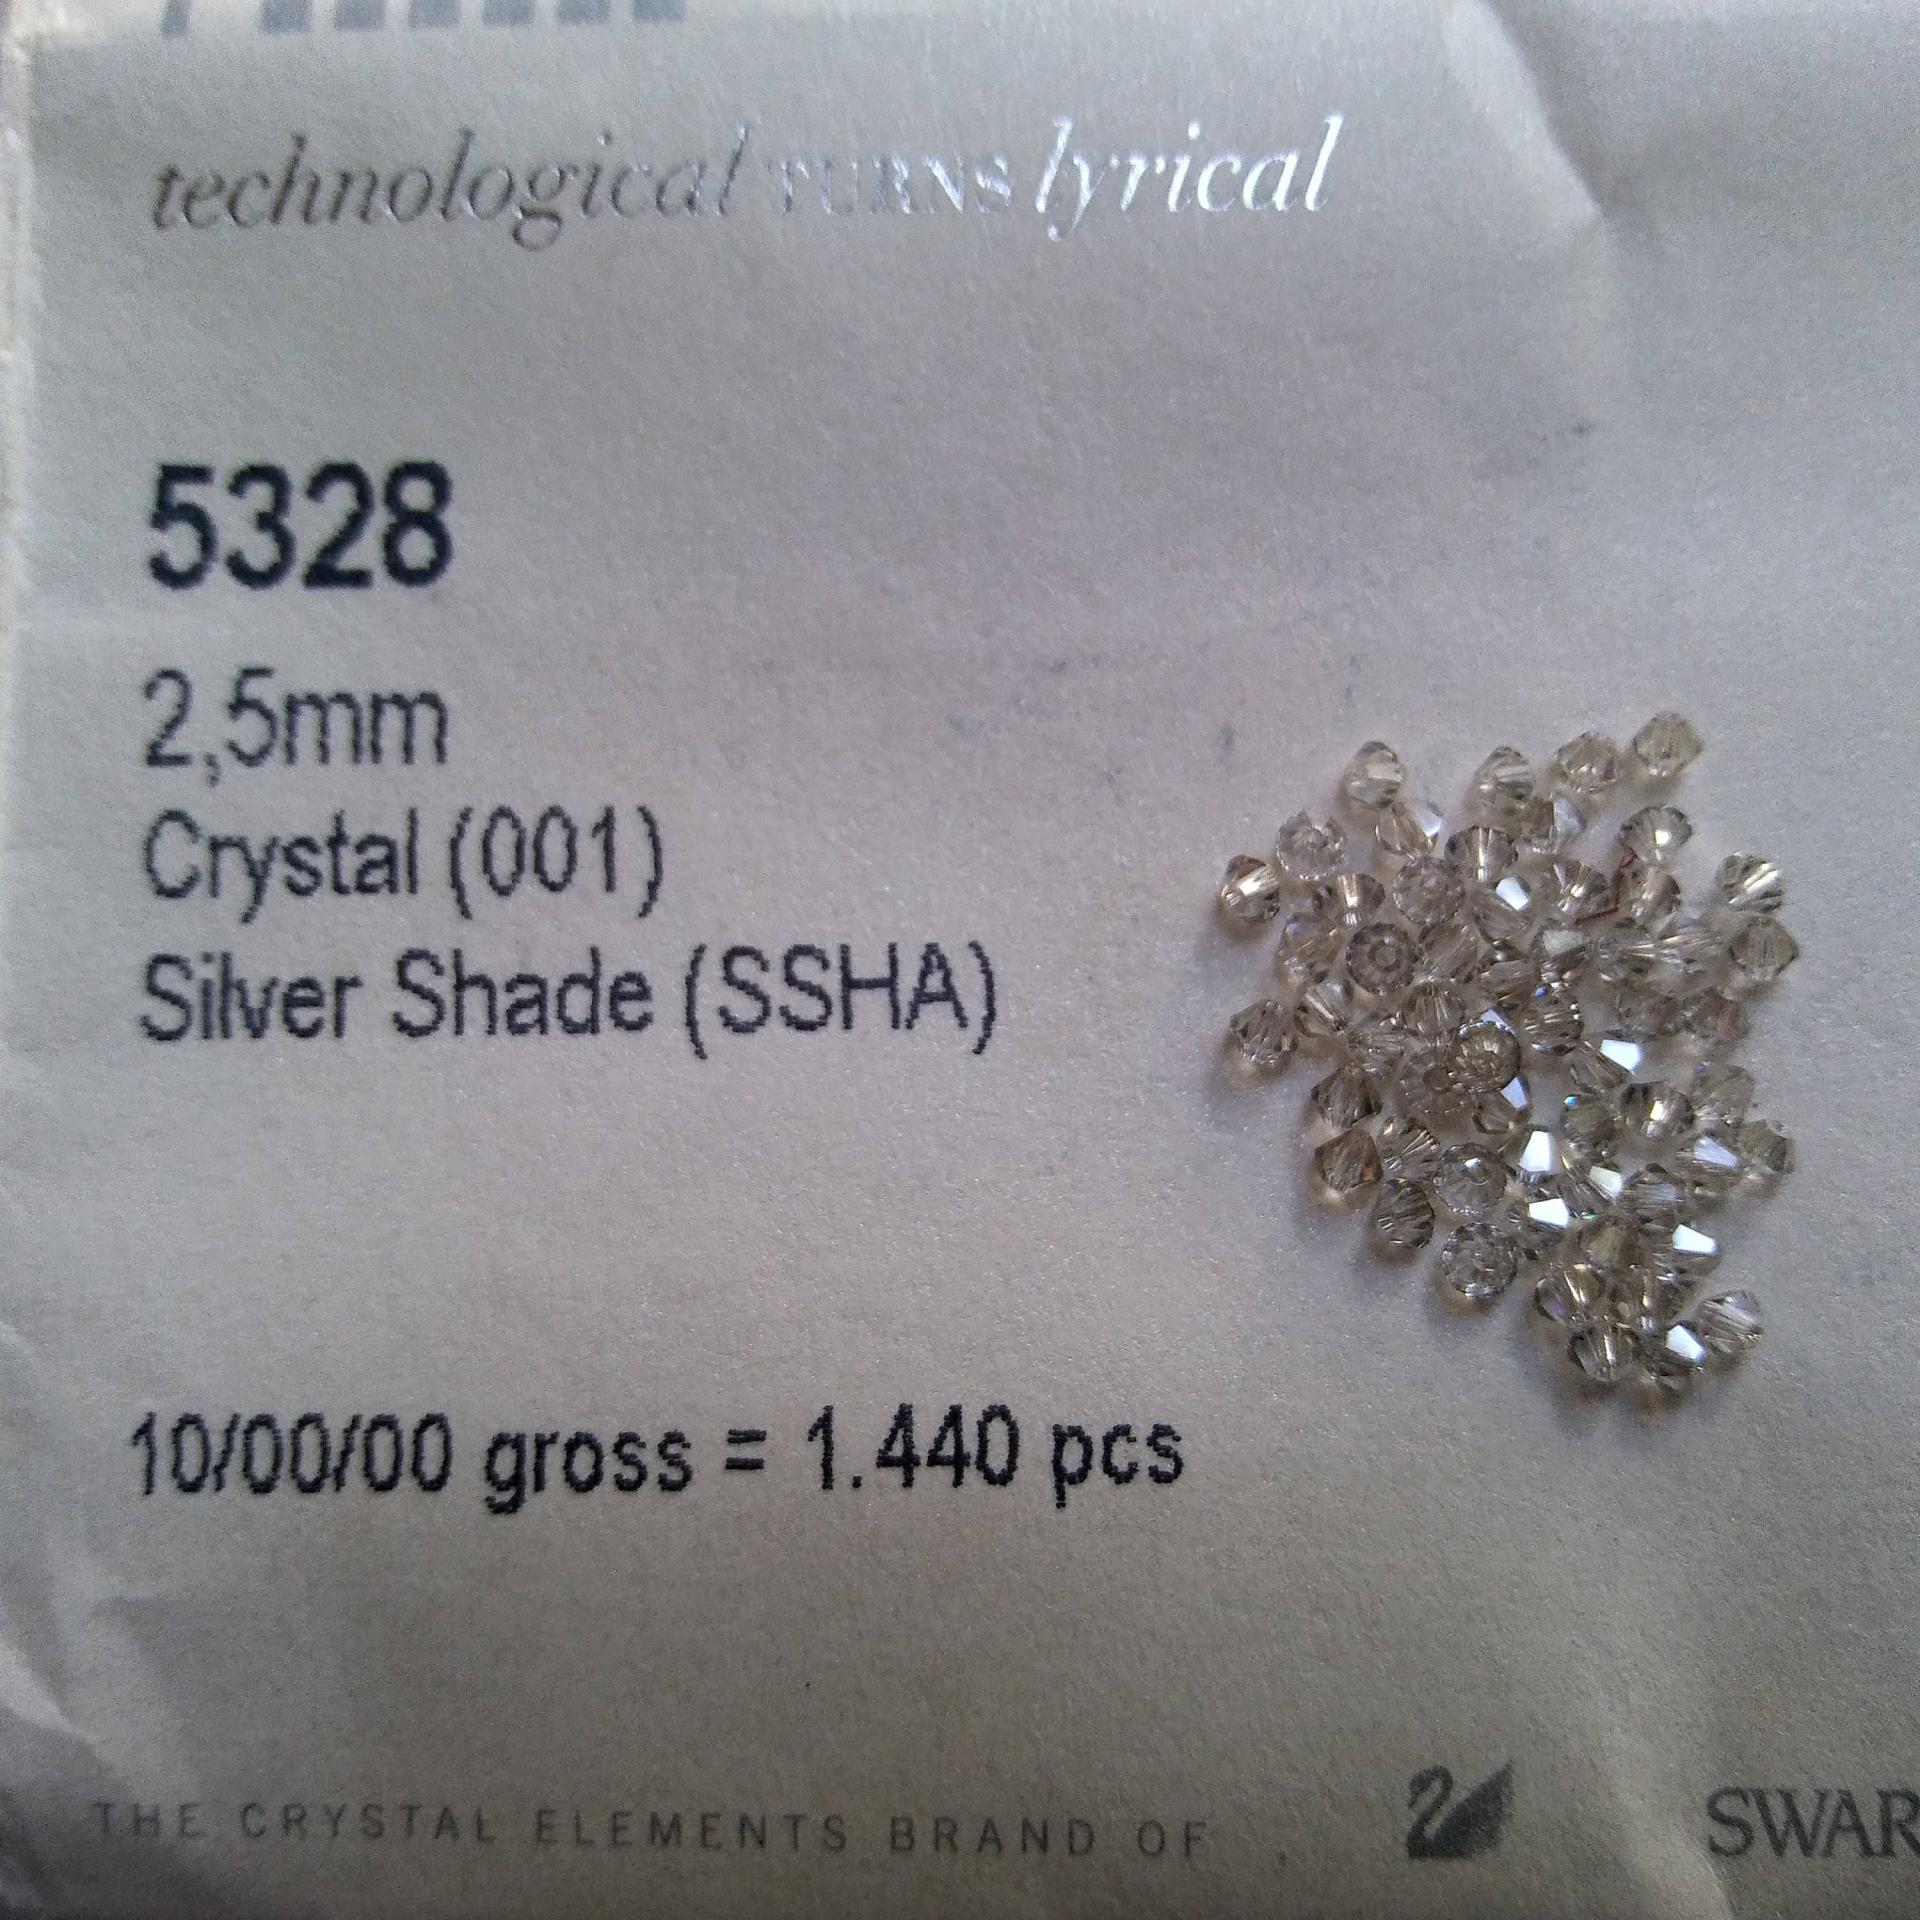 technological TURNS lyrical
5328
2,5mm
Crystal (001)
Silver Shade (SSHA)
10/00/00 gross = 1.440 pcs
THE CRYSTAL ELEMENTS BRAND OF SWAR